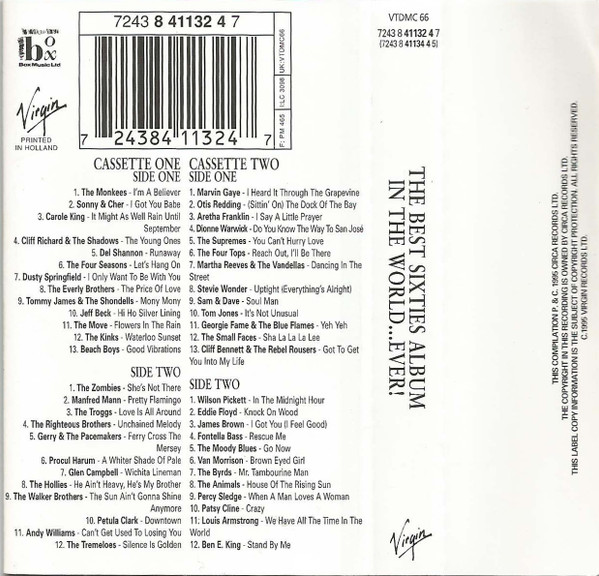 7243 8 41132 4 7
box
Box Music Ltd
Virgin
PRINTED
IN HOLLAND
7 24384 11324 7
F: PM 465 LC 3098 UK:VTDMC66
CASSETTE ONE
SIDE ONE
1. The Monkees - I'm A Believer
2. Sonny & Cher - I Got You Babe
3. Carole King - It Might As Well Rain Until
September
4. Cliff Richard & The Shadows - The Young Ones
5. Del Shannon - Runaway
6. The Four Seasons - Let's Hang On
7. Dusty Springfield - I Only Want To Be With You
8. The Everly Brothers - The Price Of Love
9. Tommy James & The Shondells - Mony Mony
10. Jeff Beck - Hi Ho Silver Lining
11. The Move - Flowers In The Rain
12. The Kinks - Waterloo Sunset
13. Beach Boys - Good Vibrations
SIDE TWO
1. The Zombies - She's Not There
2. Manfred Mann - Pretty Flamingo
3. The Troggs - Love Is All Around
4. The Righteous Brothers - Unchained Melody
5. Gerry & The Pacemakers - Ferry Cross The
Mersey
6. Procul Harum - A Whiter Shade Of Pale
7. Glen Campbell - Wichita Lineman
8. The Hollies - He Ain't Heavy, He's My Brother
9. The Walker Brothers - The Sun Ain't Gonna Shine
Anymore
10. Petula Clark - Downtown
11. Andy Williams - Can't Get Used To Losing You
12. The Tremeloes - Silence Is Golden
CASSETTE TWO
SIDE ONE
1. Marvin Gaye - I Heard It Through The Grapevine
2. Otis Redding - (Sittin' On) The Dock Of The Bay
3. Aretha Franklin - I Say A Little Prayer
4. Dionne Warwick - Do You Know The Way To San José
5. The Supremes - You Can't Hurry Love
6. The Four Tops - Reach Out, I'll Be There
7. Martha Reeves & The Vandellas - Dancing In The
Street
8. Stevie Wonder - Uptight (Everything's Alright)
9. Sam & Dave - Soul Man
10. Tom Jones - It's Not Unusual
11. Georgie Fame & The Blue Flames - Yeh Yeh
12. The Small Faces - Sha La La La Lee
13. Cliff Bennett & The Rebel Rousers - Got To Get
You Into My Life
SIDE TWO
1. Wilson Pickett - In The Midnight Hour
2. Eddie Floyd - Knock On Wood
3. James Brown - I Got You (I Feel Good)
4. Fontella Bass - Rescue Me
5. The Moody Blues - Go Now
6. Van Morrison - Brown Eyed Girl
7. The Byrds - Mr. Tambourine Man
8. The Animals - House Of The Rising Sun
9. Percy Sledge - When A Man Loves A Woman
10. Patsy Cline - Crazy
11. Louis Armstrong - We Have All The Time In The
World
12. Ben E. King - Stand By Me
VTDMC 66
7243 8 41132 4 7
(7243 8 41134 4 5)
THE BEST SIXTIES ALBUM
IN THE WORLD...EVER!
Virgin
THIS COMPILATION P. & C. 1995 CIRCA RECORDS LTD.
THE COPYRIGHT IN THIS RECORDING IS OWNED BY CIRCA RECORDS LTD.
THIS LABEL COPY INFORMATION IS THE SUBJECT OF COPYRIGHT PROTECTION. ALL RIGHTS RESERVED.
C.1995 VIRGIN RECORDS LTD.